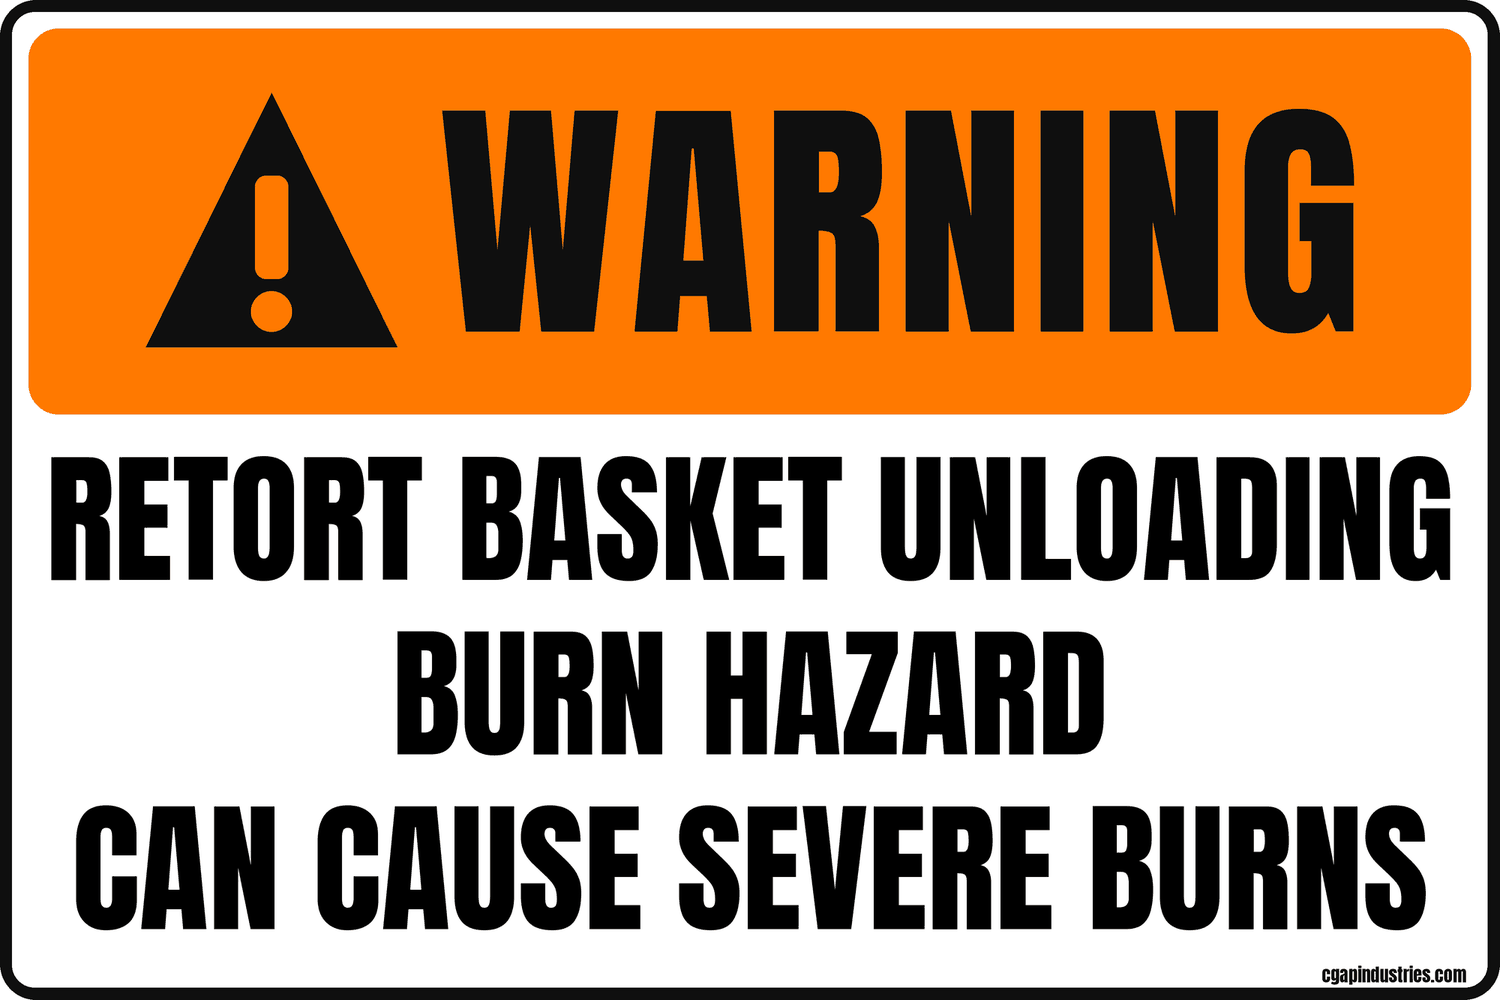 WARNING
RETORT BASKET UNLOADING
BURN HAZARD
CAN CAUSE SEVERE BURNS
cgapindustries.com